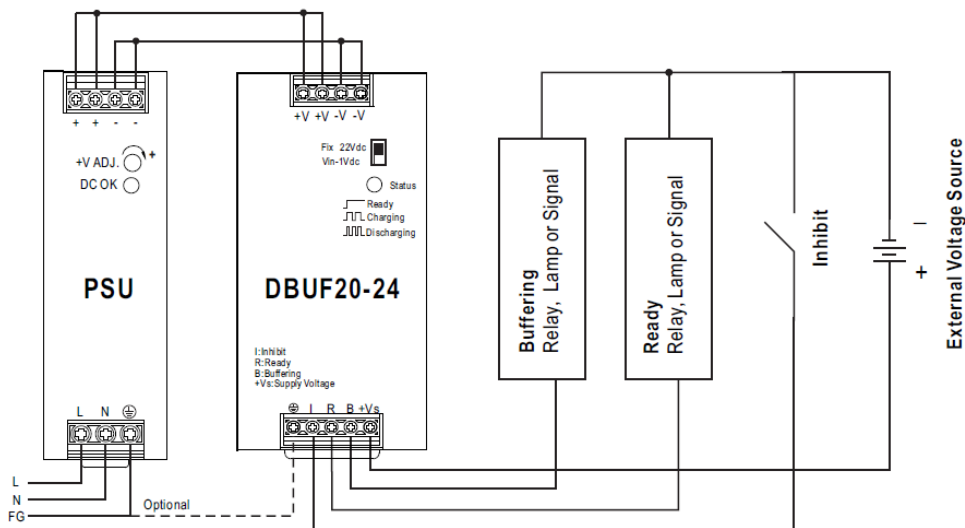 + + - -
+V ADJ. +
DC OK
PSU
L N
L
N
FG
Optional
+V +V -V -V
Fix 22Vdc
Vin-1Vdc
Status
Ready
Charging
Discharging
DBUF20-24
I:Inhibit
R:Ready
B:Buffering
+Vs:Supply Voltage
I R B +Vs
Buffering
Relay, Lamp or Signal
Ready
Relay, Lamp or Signal
Inhibit
–
+
External Voltage Source